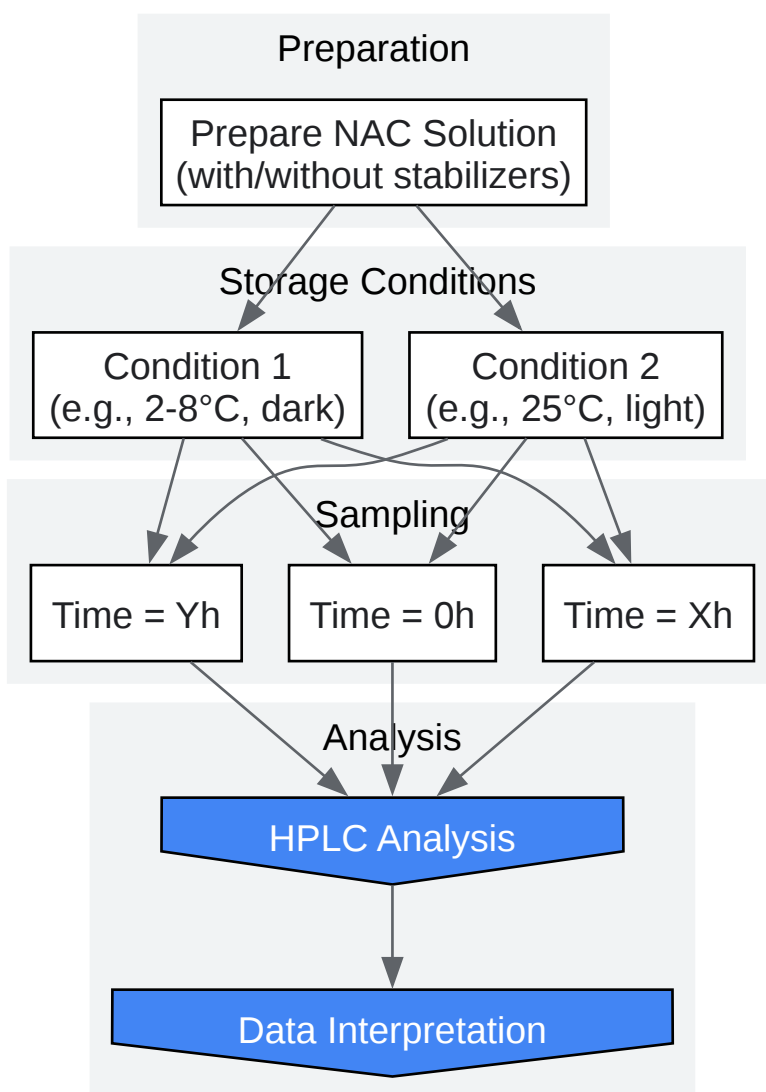 Preparation
Prepare NAC Solution
(with/without stabilizers)
Storage Conditions
Condition 1
(e.g., 2-8°C, dark)
Condition 2
(e.g., 25°C, light)
Sampling
Time = Yh
Time = 0h
Time = Xh
Analysis
HPLC Analysis
Data Interpretation